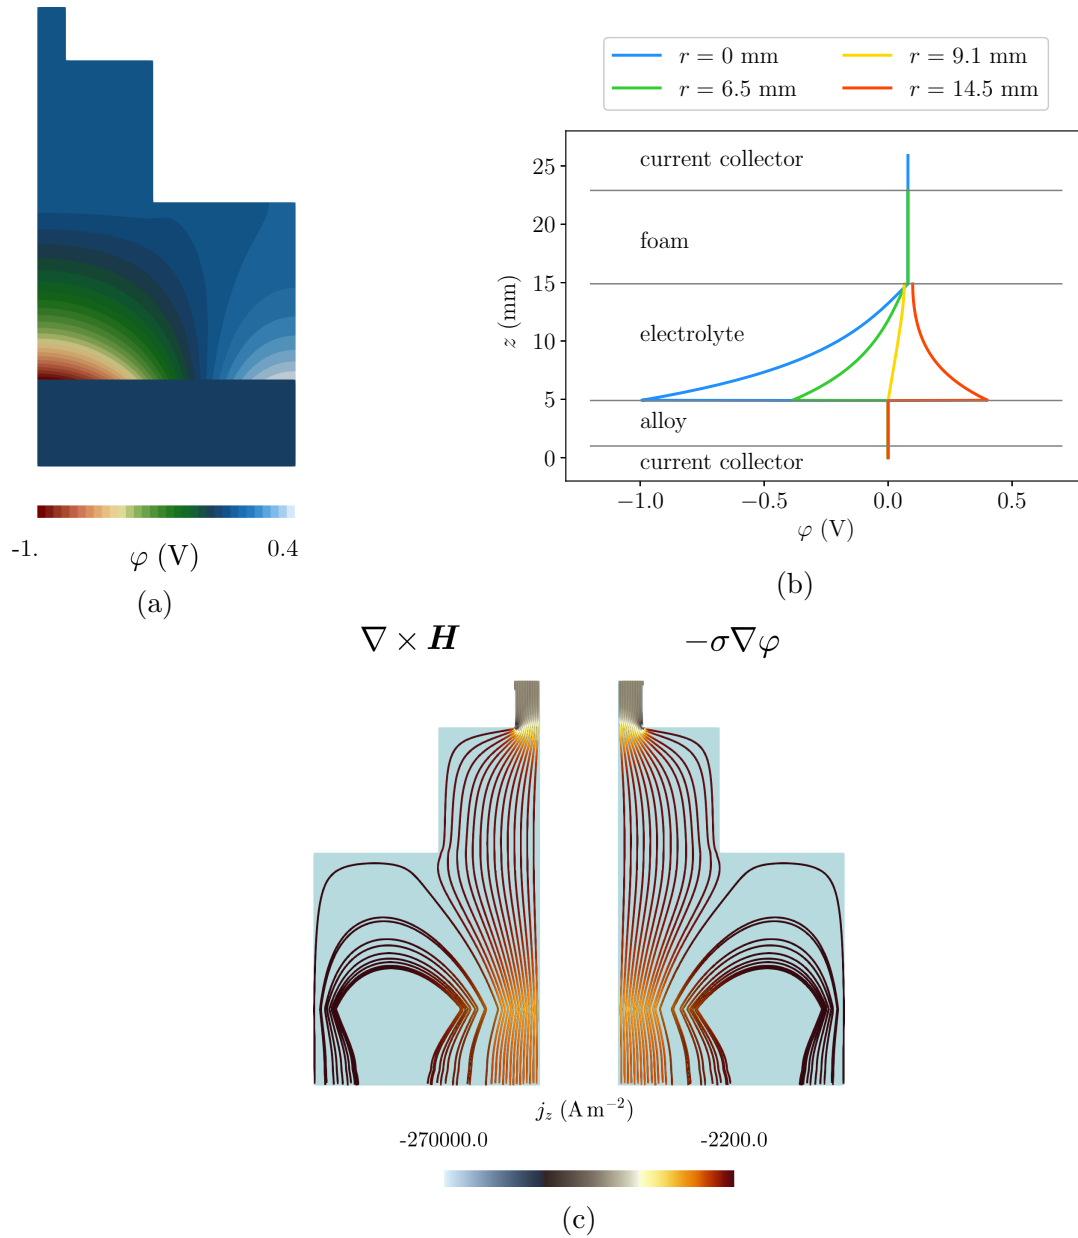 -1.
0.4
φ (V)
(a)
r = 0 mm
r = 9.1 mm
r = 6.5 mm
r = 14.5 mm
current collector
foam
electrolyte
alloy
current collector
25
20
15
10
5
0
z (mm)
−1.0
−0.5
0.0
0.5
φ (V)
(b)
∇ × H
−σ∇φ
j_z (A m⁻²)
-270000.0
-2200.0
(c)